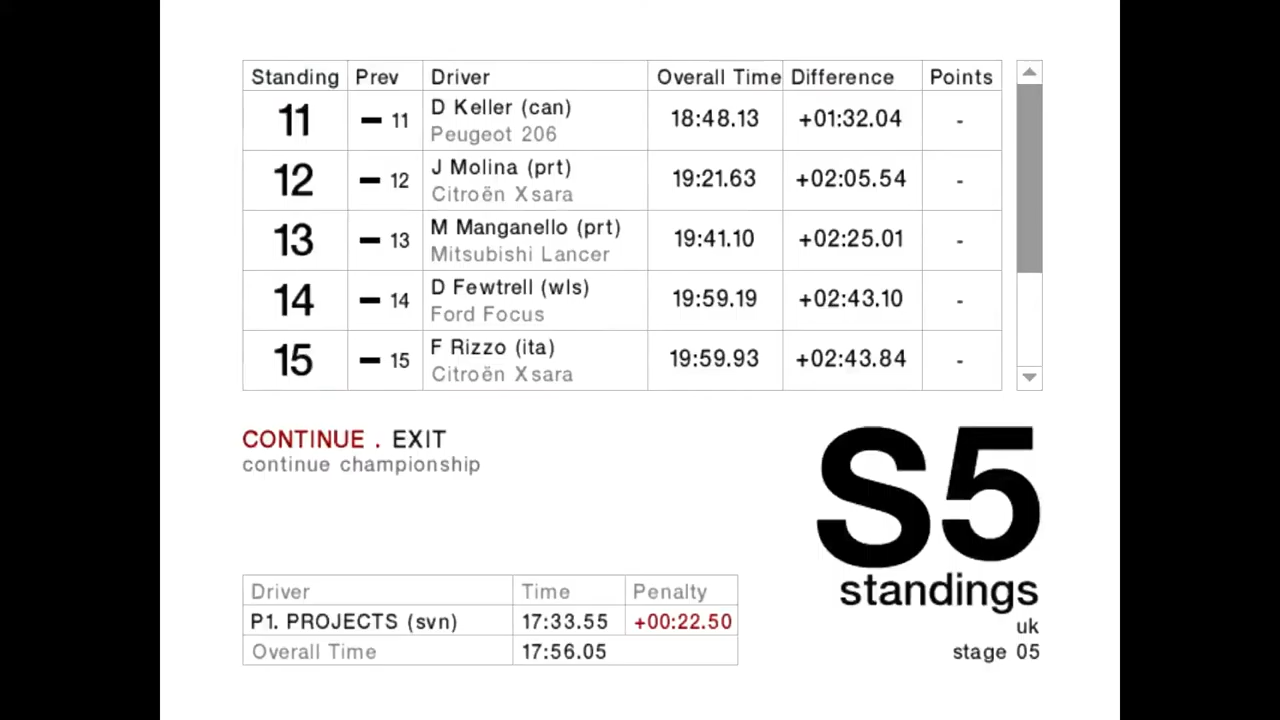 Standing Prev Driver Overall Time Difference Points
11 – 11 D Keller (can) 18:48.13 +01:32.04 -
Peugeot 206
12 – 12 J Molina (prt) 19:21.63 +02:05.54 -
Citroën Xsara
13 – 13 M Manganello (prt) 19:41.10 +02:25.01 -
Mitsubishi Lancer
14 – 14 D Fewtrell (wls) 19:59.19 +02:43.10 -
Ford Focus
15 – 15 F Rizzo (ita) 19:59.93 +02:43.84 -
Citroën Xsara
CONTINUE . EXIT
continue championship
S5
standings
uk
stage 05
Driver Time Penalty
P1. PROJECTS (svn) 17:33.55 +00:22.50
Overall Time 17:56.05